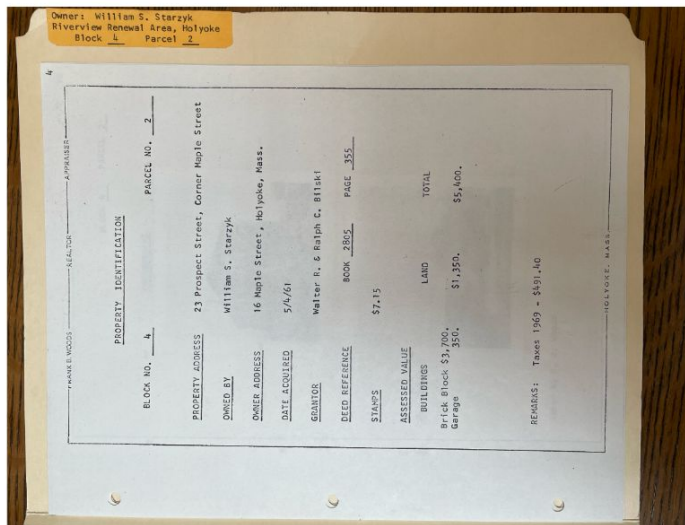 Owner: William S. Starzyk
Riverview Renewal Area, Holyoke
Block 4 Parcel 2
4
FRANK B. WOODS REALTOR APPRAISER
PROPERTY IDENTIFICATION
BLOCK NO. 4 PARCEL NO. 2
PROPERTY ADDRESS 23 Prospect Street, Corner Maple Street
OWNED BY William S. Starzyk
OWNER ADDRESS 16 Maple Street, Holyoke, Mass.
DATE ACQUIRED 5/4/61
GRANTOR Walter R. & Ralph C. Bilski
DEED REFERENCE BOOK 2805 PAGE 355
STAMPS $7.15
ASSESSED VALUE
BUILDINGS LAND TOTAL
Brick Block $3,700.
Garage 350. $1,350. $5,400.
REMARKS: Taxes 1969 - $491.40
HOLYOKE, MASS.